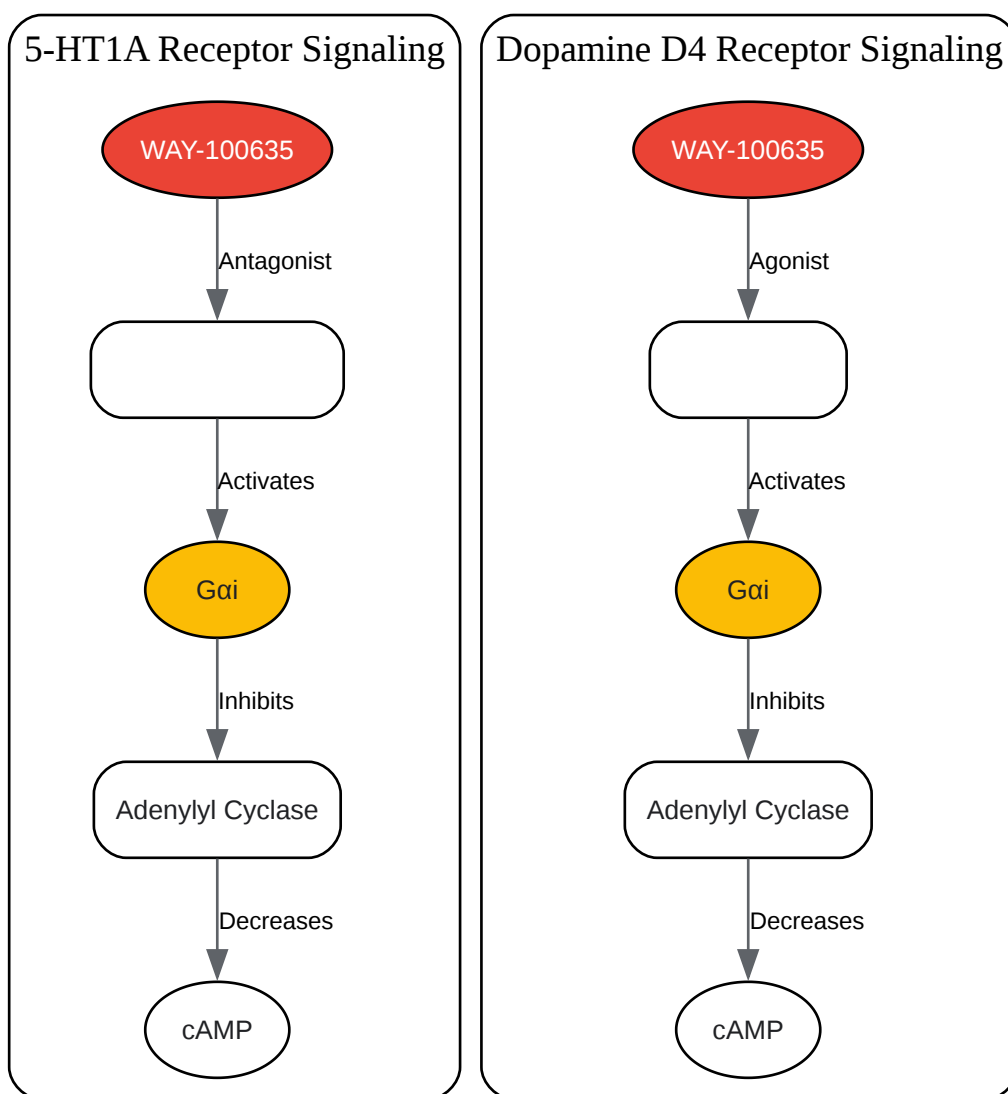 5-HT1A Receptor Signaling
WAY-100635
Antagonist
Activates
Gαi
Inhibits
Adenylyl Cyclase
Decreases
cAMP
Dopamine D4 Receptor Signaling
WAY-100635
Agonist
Activates
Gαi
Inhibits
Adenylyl Cyclase
Decreases
cAMP